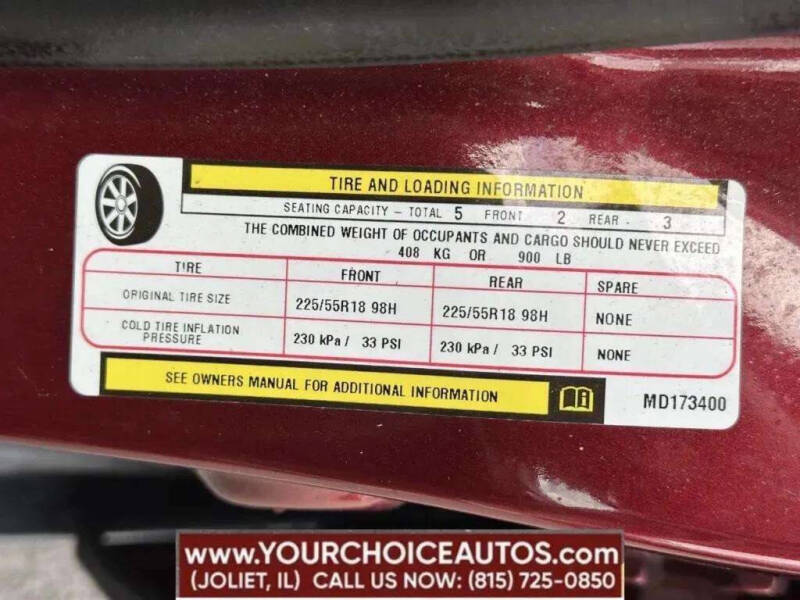 TIRE AND LOADING INFORMATION
SEATING CAPACITY - TOTAL 5 FRONT 2 REAR - 3
THE COMBINED WEIGHT OF OCCUPANTS AND CARGO SHOULD NEVER EXCEED
408 KG OR 900 LB
TIRE FRONT REAR SPARE
ORIGINAL TIRE SIZE 225/55R18 98H 225/55R18 98H NONE
COLD TIRE INFLATION
PRESSURE 230 kPa / 33 PSI 230 kPa / 33 PSI NONE
SEE OWNERS MANUAL FOR ADDITIONAL INFORMATION
MD173400
www.YOURCHOICEAUTOS.com
(JOLIET, IL) CALL US NOW: (815) 725-0850